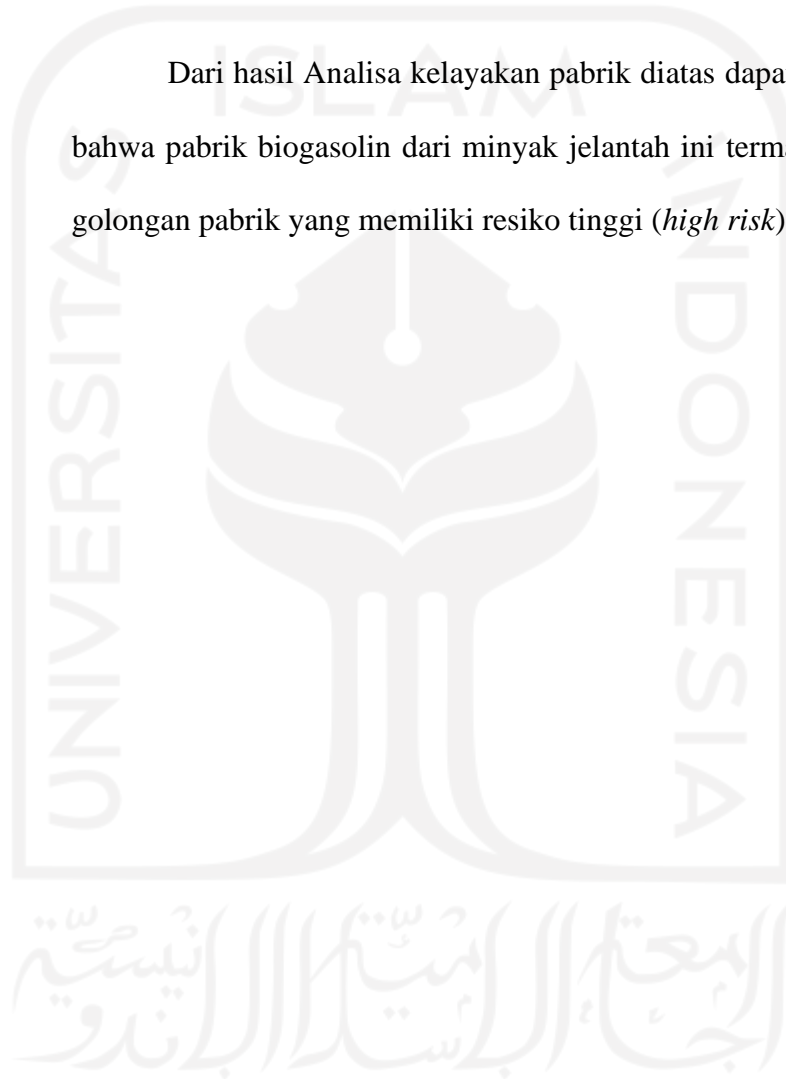 ISLAM
Dari hasil Analisa kelayakan pabrik diatas dapa
bahwa pabrik biogasolin dari minyak jelantah ini terma
golongan pabrik yang memiliki resiko tinggi (high risk)
UNIVERSITAS
INDONESIA